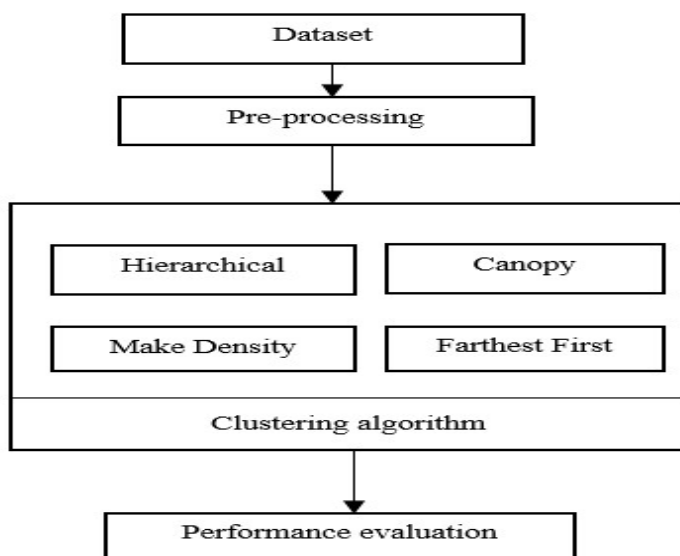 Dataset
Pre-processing
Hierarchical
Canopy
Make Density
Farthest First
Clustering algorithm
Performance evaluation